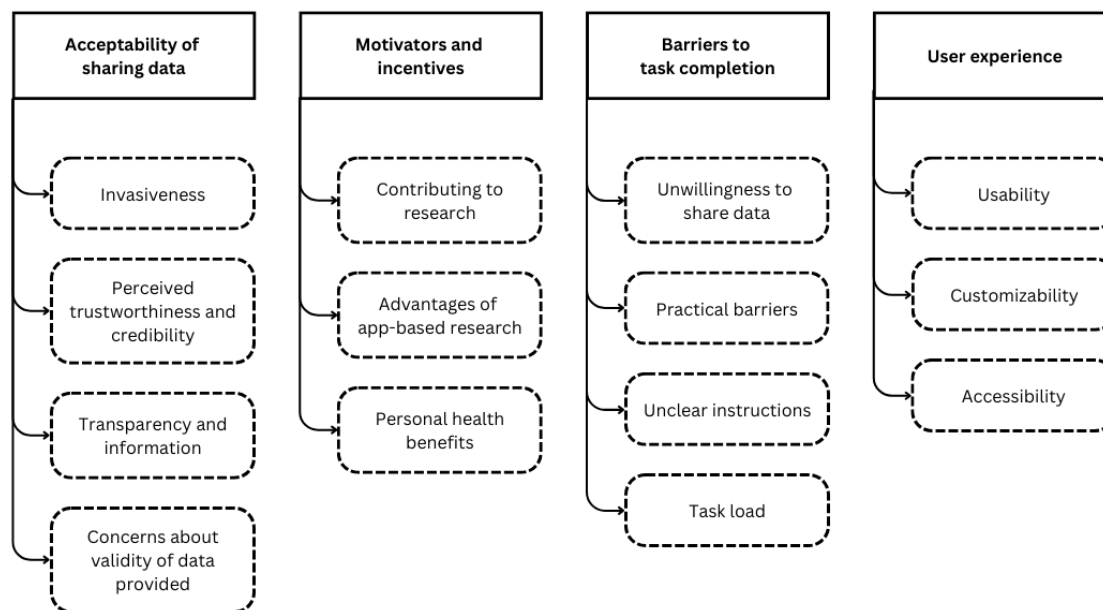 Acceptability of
sharing data
Invasiveness
Perceived
trustworthiness and
credibility
Transparency and
information
Concerns about
validity of data
provided
Motivators and
incentives
Contributing to
research
Advantages of
app-based research
Personal health
benefits
Barriers to
task completion
Unwillingness to
share data
Practical barriers
Unclear instructions
Task load
User experience
Usability
Customizability
Accessibility